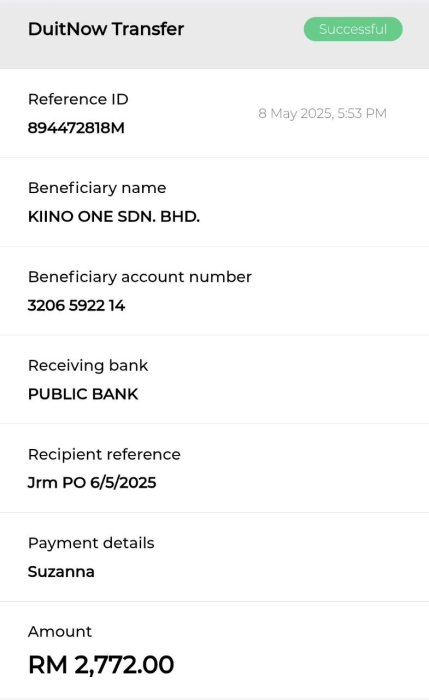 DuitNow Transfer
Successful
Reference ID
8 May 2025, 5:53 PM
894472818M
Beneficiary name
KIINO ONE SDN. BHD.
Beneficiary account number
3206 5922 14
Receiving bank
PUBLIC BANK
Recipient reference
Jrm PO 6/5/2025
Payment details
Suzanna
Amount
RM 2,772.00